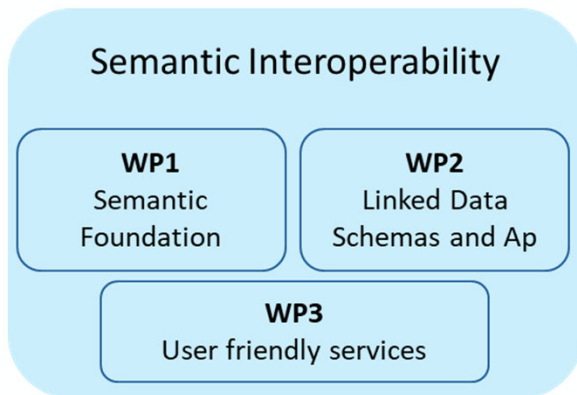 Semantic Interoperability
WP1
Semantic
Foundation
WP2
Linked Data
Schemas and Ap
WP3
User friendly services